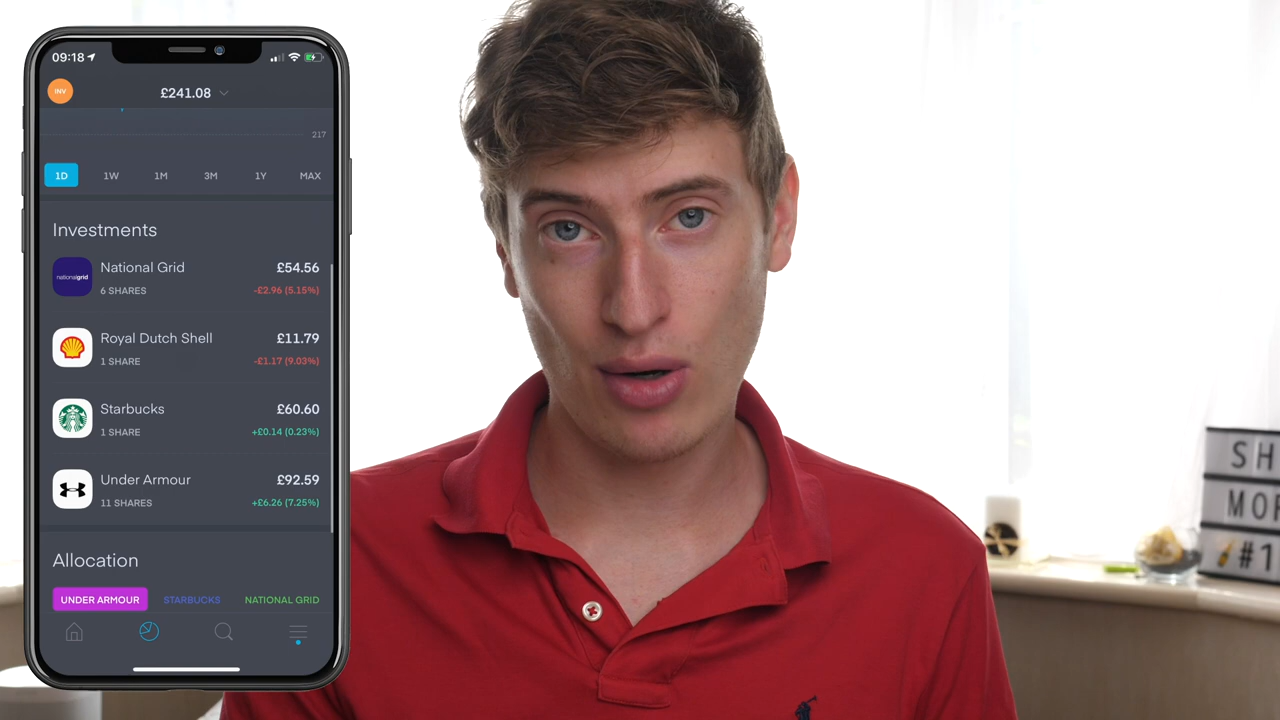 09:18
INV
£241.08
217
1D 1W 1M 3M 1Y MAX
Investments
nationalgrid
National Grid £54.56
6 SHARES -£2.96 (5.15%)
Royal Dutch Shell £11.79
1 SHARE -£1.17 (9.03%)
Starbucks £60.60
1 SHARE +£0.14 (0.23%)
Under Armour £92.59
11 SHARES +£6.26 (7.25%)
Allocation
UNDER ARMOUR STARBUCKS NATIONAL GRID
SH
MO
#1